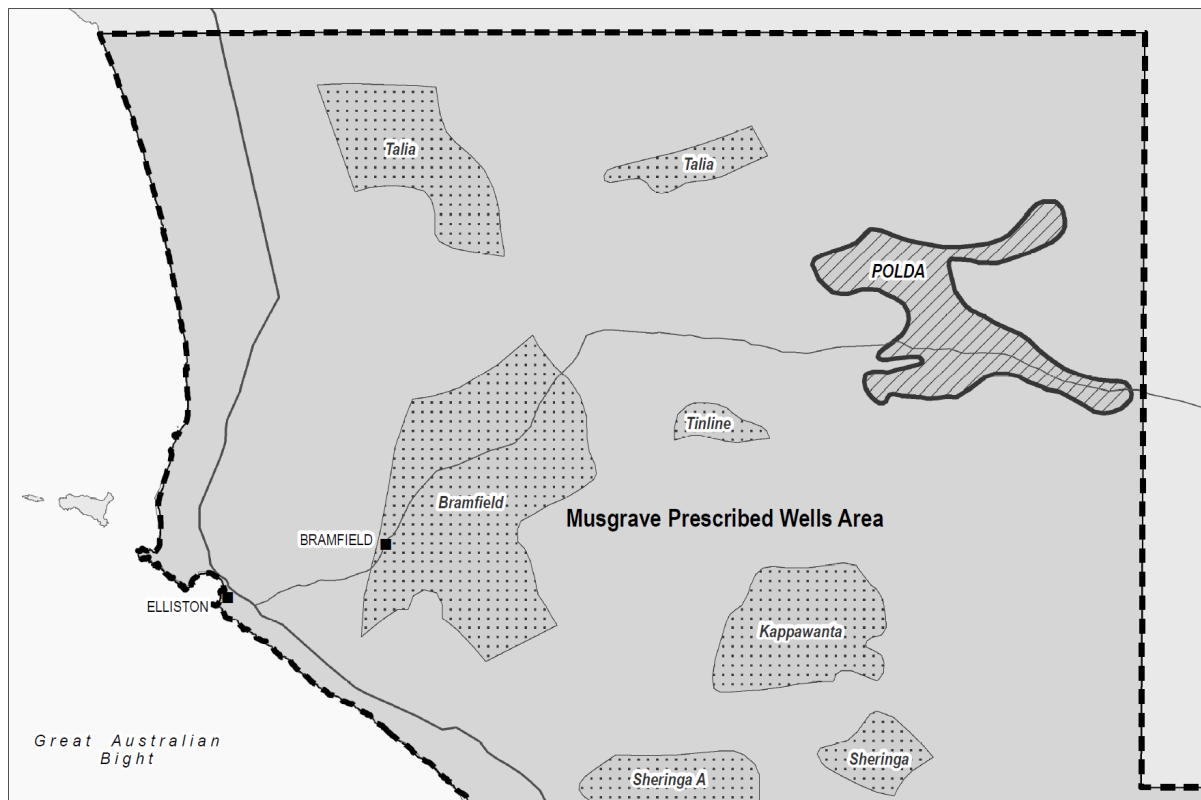 Talia
Talia
POLDA
Tinline
Bramfield
Musgrave Prescribed Wells Area
BRAMFIELD
ELLISTON
Kappawanta
Great Australian
Bight
Sheringa
Sheringa A